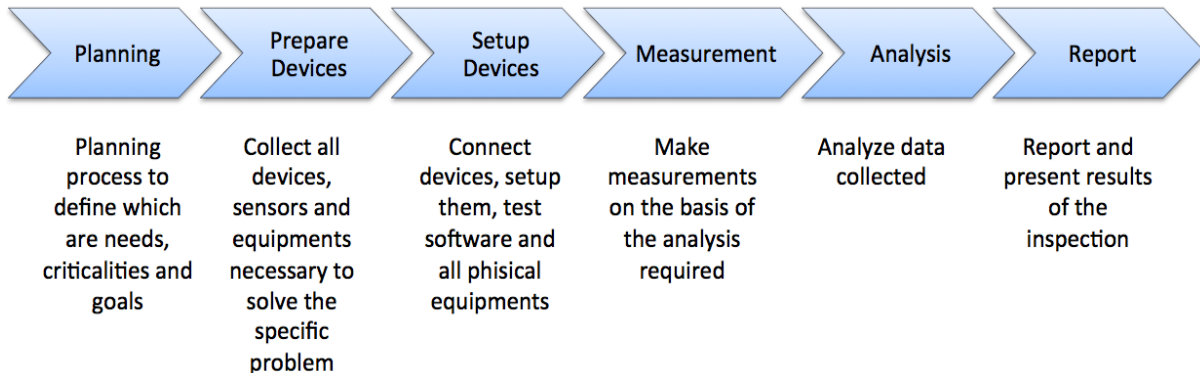 Planning
Prepare
Devices
Setup
Devices
Measurement
Analysis
Report
Planning
process to
define which
are needs,
criticalities and
goals
Collect all
devices,
sensors and
equipments
necessary to
solve the
specific
problem
Connect
devices, setup
them, test
software and
all phisical
equipments
Make
measurements
on the basis of
the analysis
required
Analyze data
collected
Report and
present results
of the
inspection